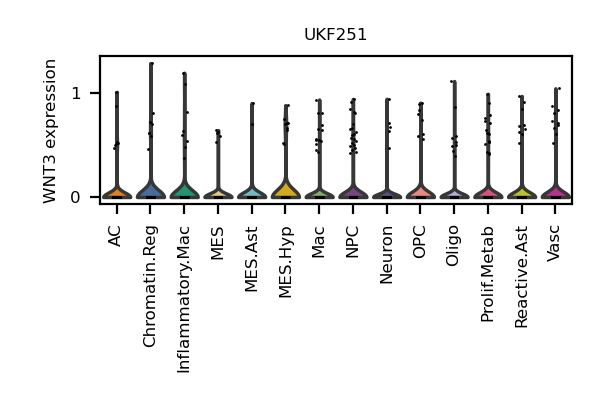 UKF251
WNT3 expression
1
0
AC
Chromatin.Reg
Inflammatory.Mac
MES
MES.Ast
MES.Hyp
Mac
NPC
Neuron
OPC
Oligo
Prolif.Metab
Reactive.Ast
Vasc